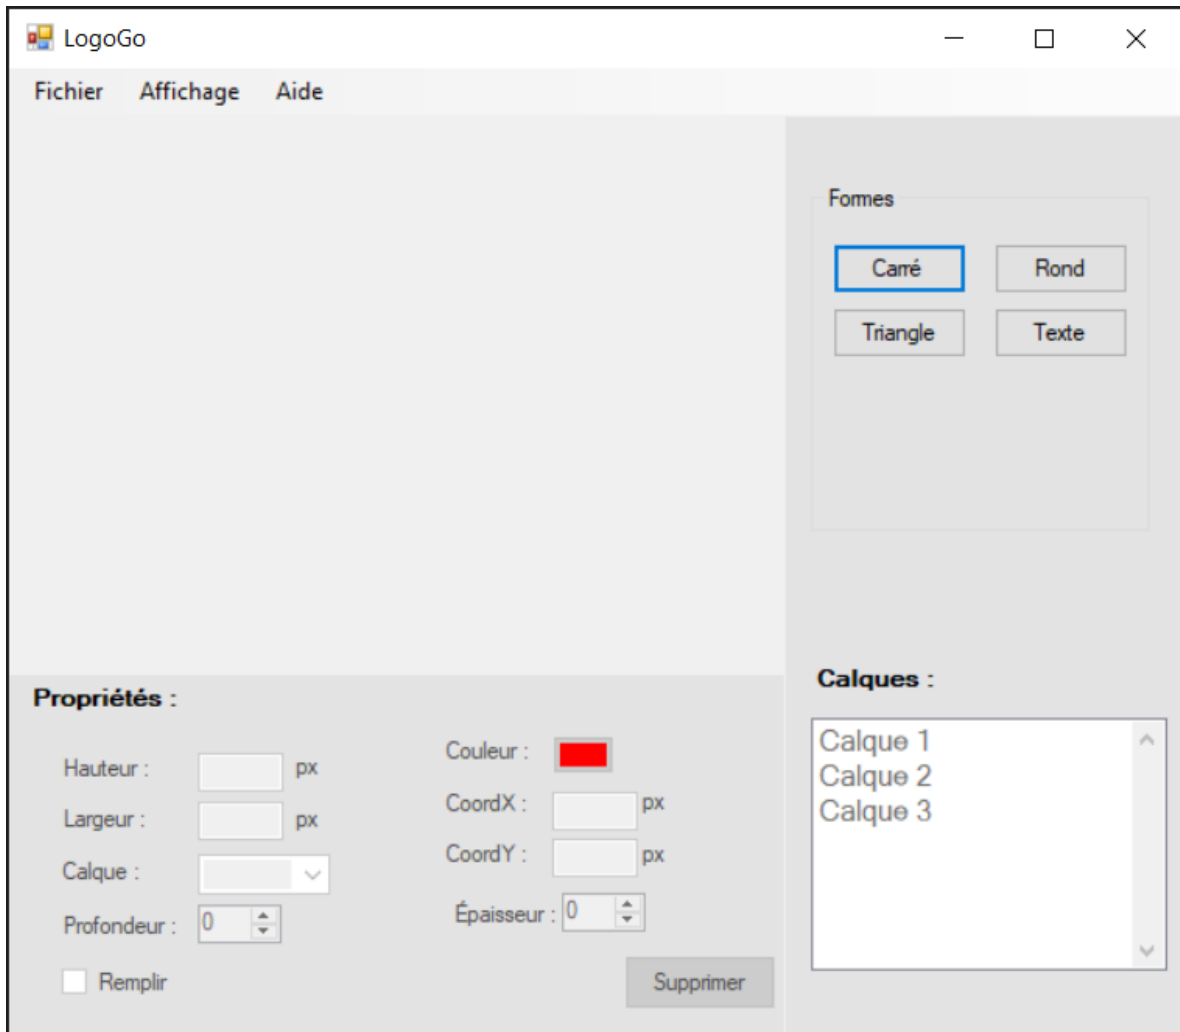 LogoGo
Fichier Affichage Aide
Formes
Carré Rond
Triangle Texte
Propriétés :
Hauteur : px
Largeur : px
Calque :
Profondeur : 0
Remplir
Couleur :
CoordX : px
CoordY : px
Épaisseur : 0
Supprimer
Calques :
Calque 1
Calque 2
Calque 3